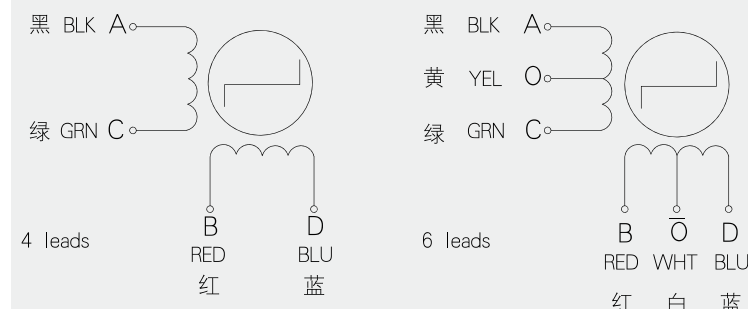 黑 BLK A
绿 GRN C
B D
RED BLU
红 蓝
4 leads
黑 BLK A
黄 YEL O
绿 GRN C
B O̅ D
RED WHT BLU
红 白 蓝
6 leads